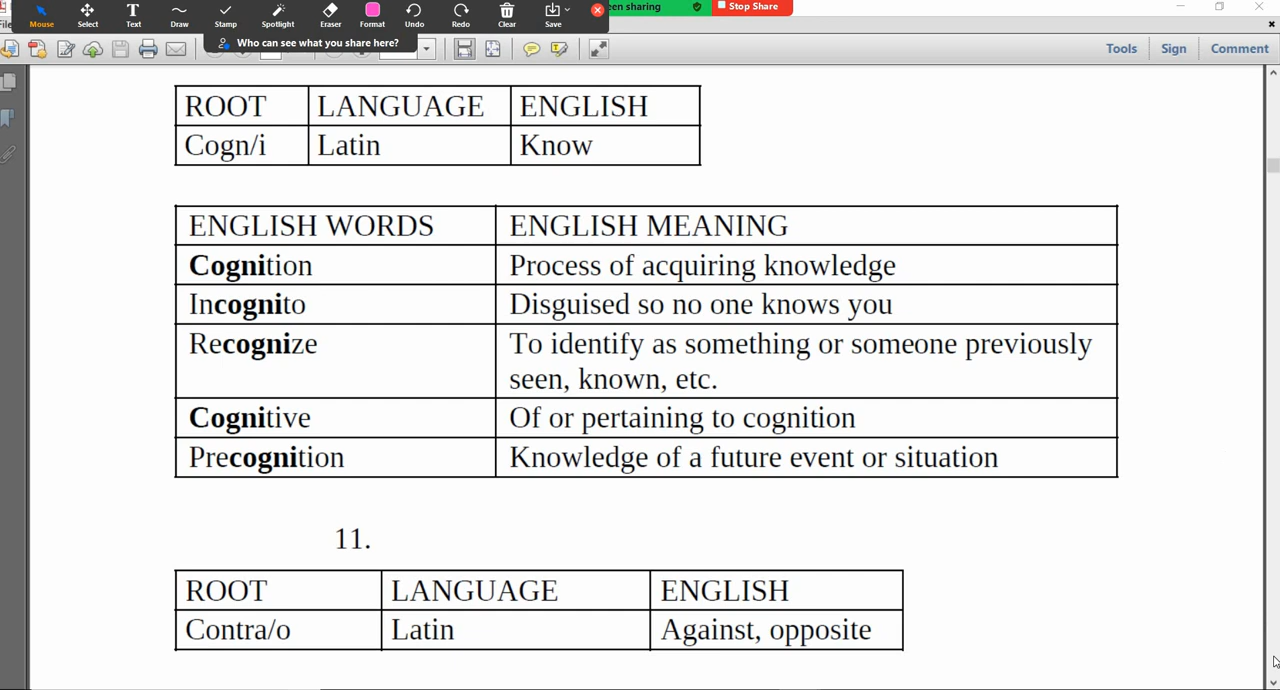 een sharing
Stop Share
Mouse Select Text Draw Stamp Spotlight Eraser Format Undo Redo Clear Save
File
Who can see what you share here?
Tools Sign Comment
ROOT LANGUAGE ENGLISH
Cogn/i Latin Know
ENGLISH WORDS ENGLISH MEANING
Cognition Process of acquiring knowledge
Incognito Disguised so no one knows you
Recognize To identify as something or someone previously
seen, known, etc.
Cognitive Of or pertaining to cognition
Precognition Knowledge of a future event or situation
11.
ROOT LANGUAGE ENGLISH
Contra/o Latin Against, opposite